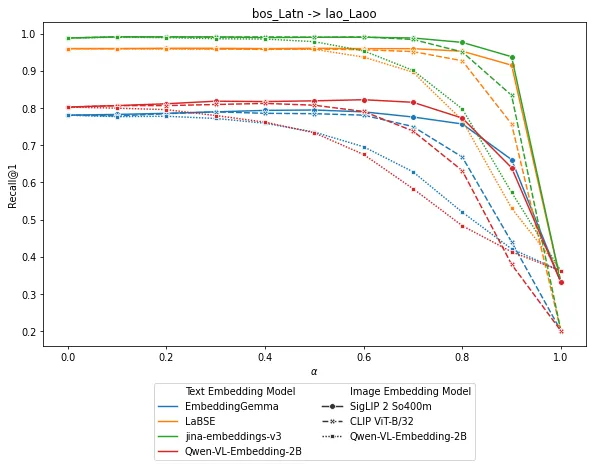 bos_Latn -> lao_Laoo
Recall@1
1.0
0.9
0.8
0.7
0.6
0.5
0.4
0.3
0.2
0.0 0.2 0.4 0.6 0.8 1.0
α
Text Embedding Model
EmbeddingGemma
LaBSE
jina-embeddings-v3
Qwen-VL-Embedding-2B
Image Embedding Model
SigLIP 2 So400m
CLIP ViT-B/32
Qwen-VL-Embedding-2B